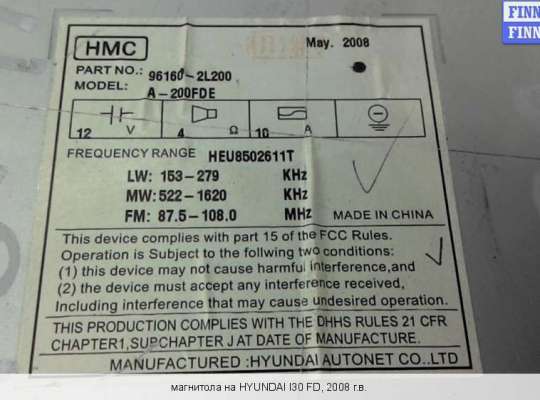 FINN
FINN
HMC
May. 2008
PART NO.: 96160-2L200
MODEL: A-200FDE
12 V 4 Ω 10 A
FREQUENCY RANGE HEU8502611T
LW: 153-279 KHz
MW: 522-1620 KHz
FM: 87.5-108.0 MHz MADE IN CHINA
This device complies with part 15 of the FCC Rules.
Operation is Subject to the follwing two conditions:
(1) this device may not cause harmful interference,and
(2) the device must accept any interference received,
Including interference that may cause undesired operation.
THIS PRODUCTION COMPLIES WITH THE DHHS RULES 21 CFR
CHAPTER1, SUBCHAPTER J AT DATE OF MANUFACTURE.
MANUFACTURED :HYUNDAI AUTONET CO..LTD
магнитола на HYUNDAI I30 FD, 2008 г.в.